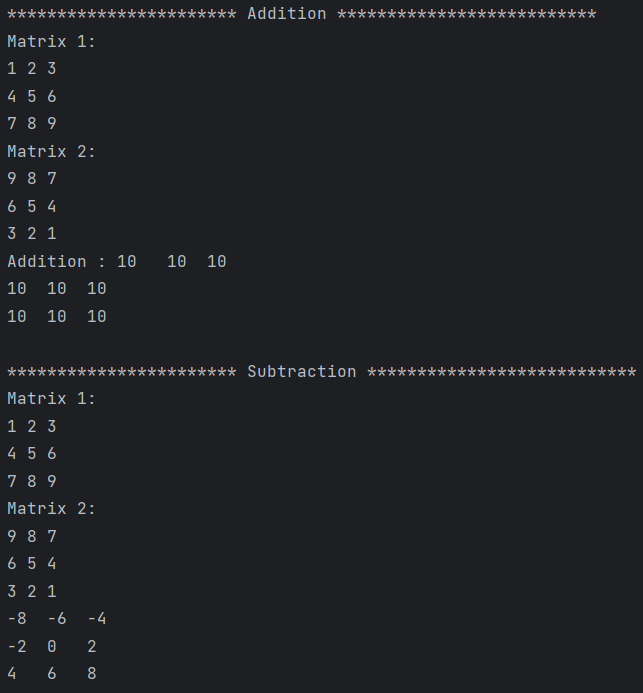 *********************** Addition **************************
Matrix 1:
1 2 3
4 5 6
7 8 9
Matrix 2:
9 8 7
6 5 4
3 2 1
Addition : 10   10  10
10  10  10
10  10  10

*********************** Subtraction ***************************
Matrix 1:
1 2 3
4 5 6
7 8 9
Matrix 2:
9 8 7
6 5 4
3 2 1
-8  -6  -4
-2  0   2
4   6   8